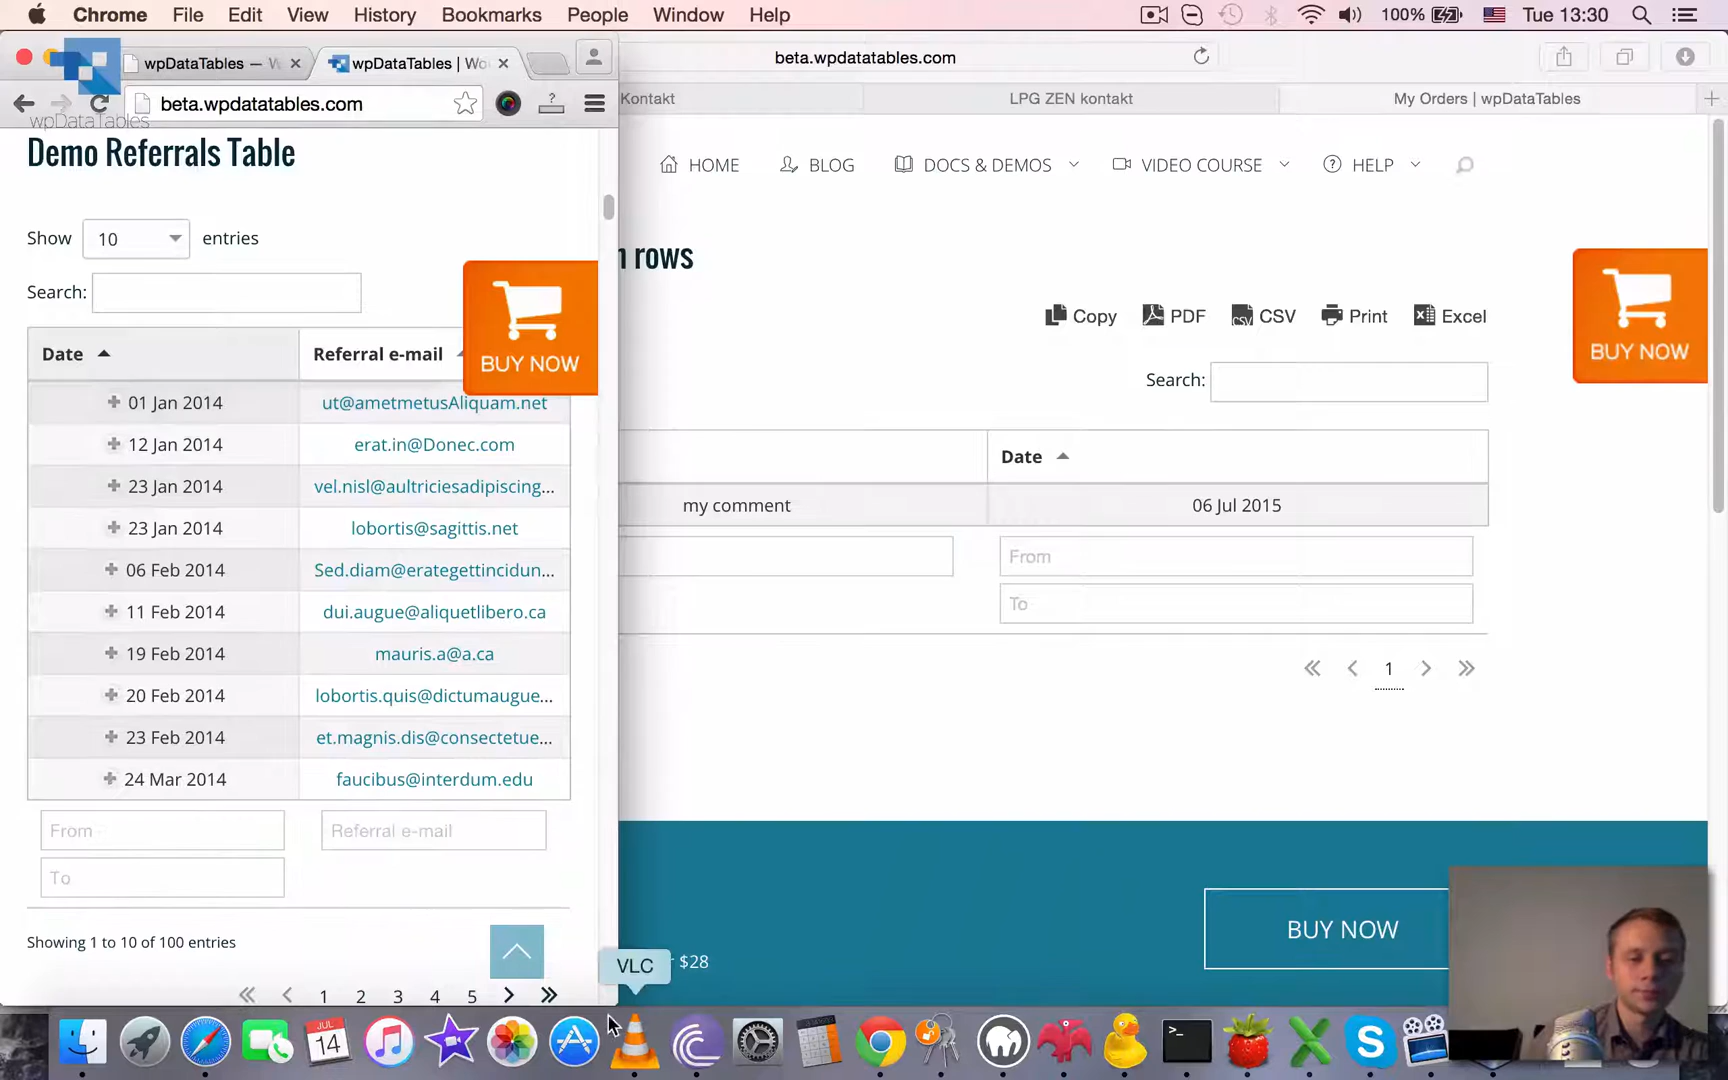 Chrome File Edit View History Bookmarks People Window Help 100% Tue 13:30
wpDataTables — W
wpDataTables | Wo
beta.wpdatatables.com
beta.wpdatatables.com
wpDataTables
Kontakt
LPG ZEN kontakt
My Orders | wpDataTables
Demo Referrals Table
Show 10 entries
Search:
BUY NOW
Date Referral e-mail
01 Jan 2014 ut@ametmetusAliquam.net
12 Jan 2014 erat.in@Donec.com
23 Jan 2014 vel.nisl@aultriciesadipiscing...
23 Jan 2014 lobortis@sagittis.net
06 Feb 2014 Sed.diam@erategettincidun...
11 Feb 2014 dui.augue@aliquetlibero.ca
19 Feb 2014 mauris.a@a.ca
20 Feb 2014 lobortis.quis@dictumaugue...
23 Feb 2014 et.magnis.dis@consectetue...
24 Mar 2014 faucibus@interdum.edu
From Referral e-mail
To
Showing 1 to 10 of 100 entries
1 2 3 4 5
HOME BLOG DOCS & DEMOS VIDEO COURSE HELP
rows
Copy PDF CSV Print Excel
BUY NOW
Search:
Date
my comment 06 Jul 2015
From
To
1
BUY NOW
$28
VLC
JUL
14